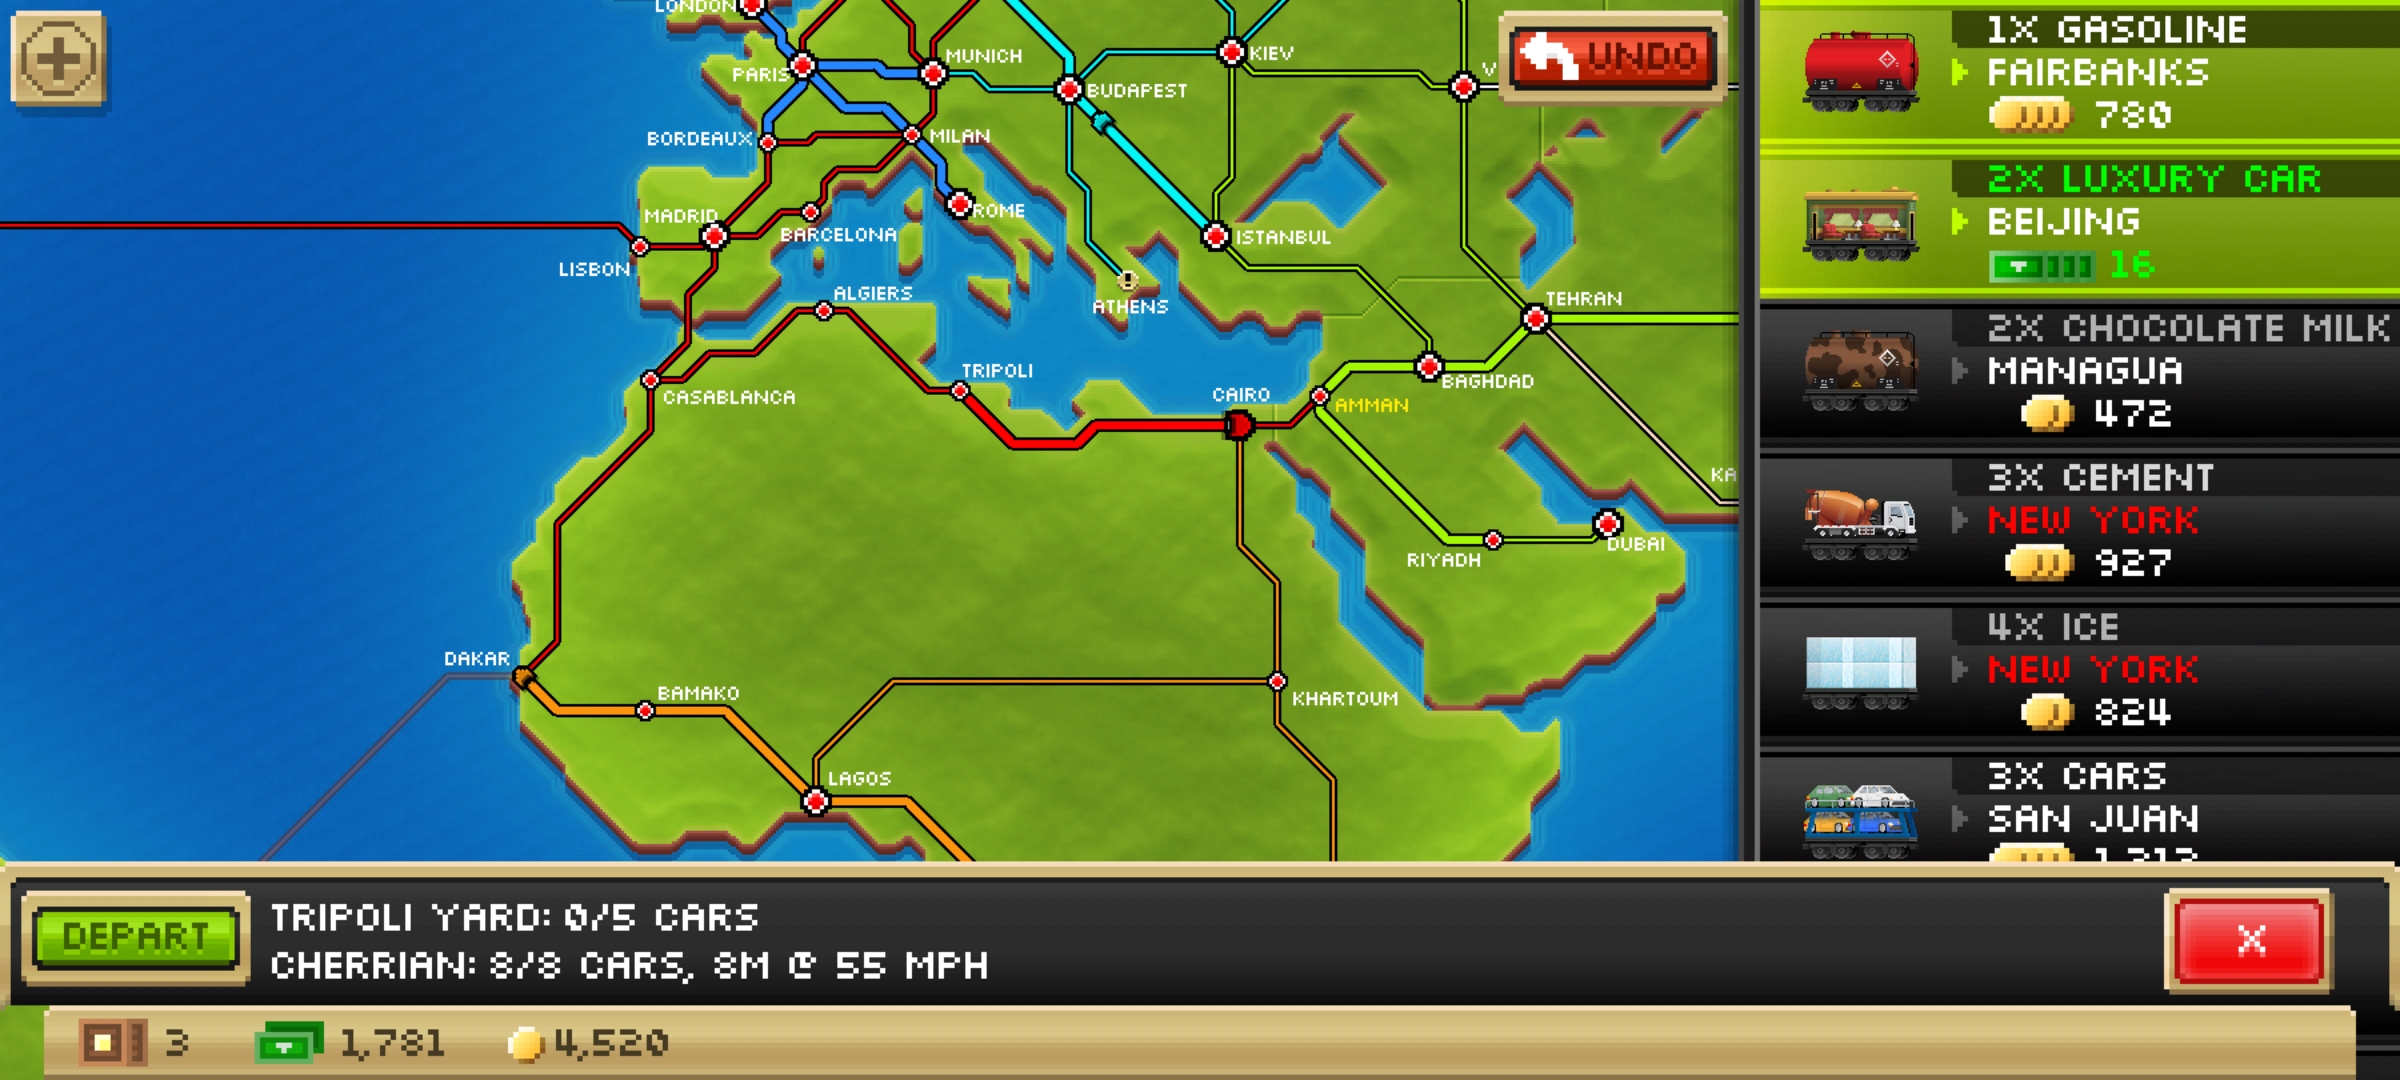 LONDON
PARIS
MUNICH
BUDAPEST
KIEV
UNDO
BORDEAUX
MILAN
MADRID
ROME
BARCELONA
ISTANBUL
LISBON
ALGIERS
ATHENS
TEHRAN
TRIPOLI
CAIRO
BAGHDAD
CASABLANCA
AMMAN
RIYADH
DUBAI
DAKAR
BAMAKO
KHARTOUM
LAGOS
1X GASOLINE
FAIRBANKS
780
2X LUXURY CAR
BEIJING
16
2X CHOCOLATE MILK
MANAGUA
472
3X CEMENT
NEW YORK
927
4X ICE
NEW YORK
824
3X CARS
SAN JUAN
DEPART
TRIPOLI YARD: 0/5 CARS
CHERRIAN: 8/8 CARS, 8M @ 55 MPH
X
3
1,781
4,520